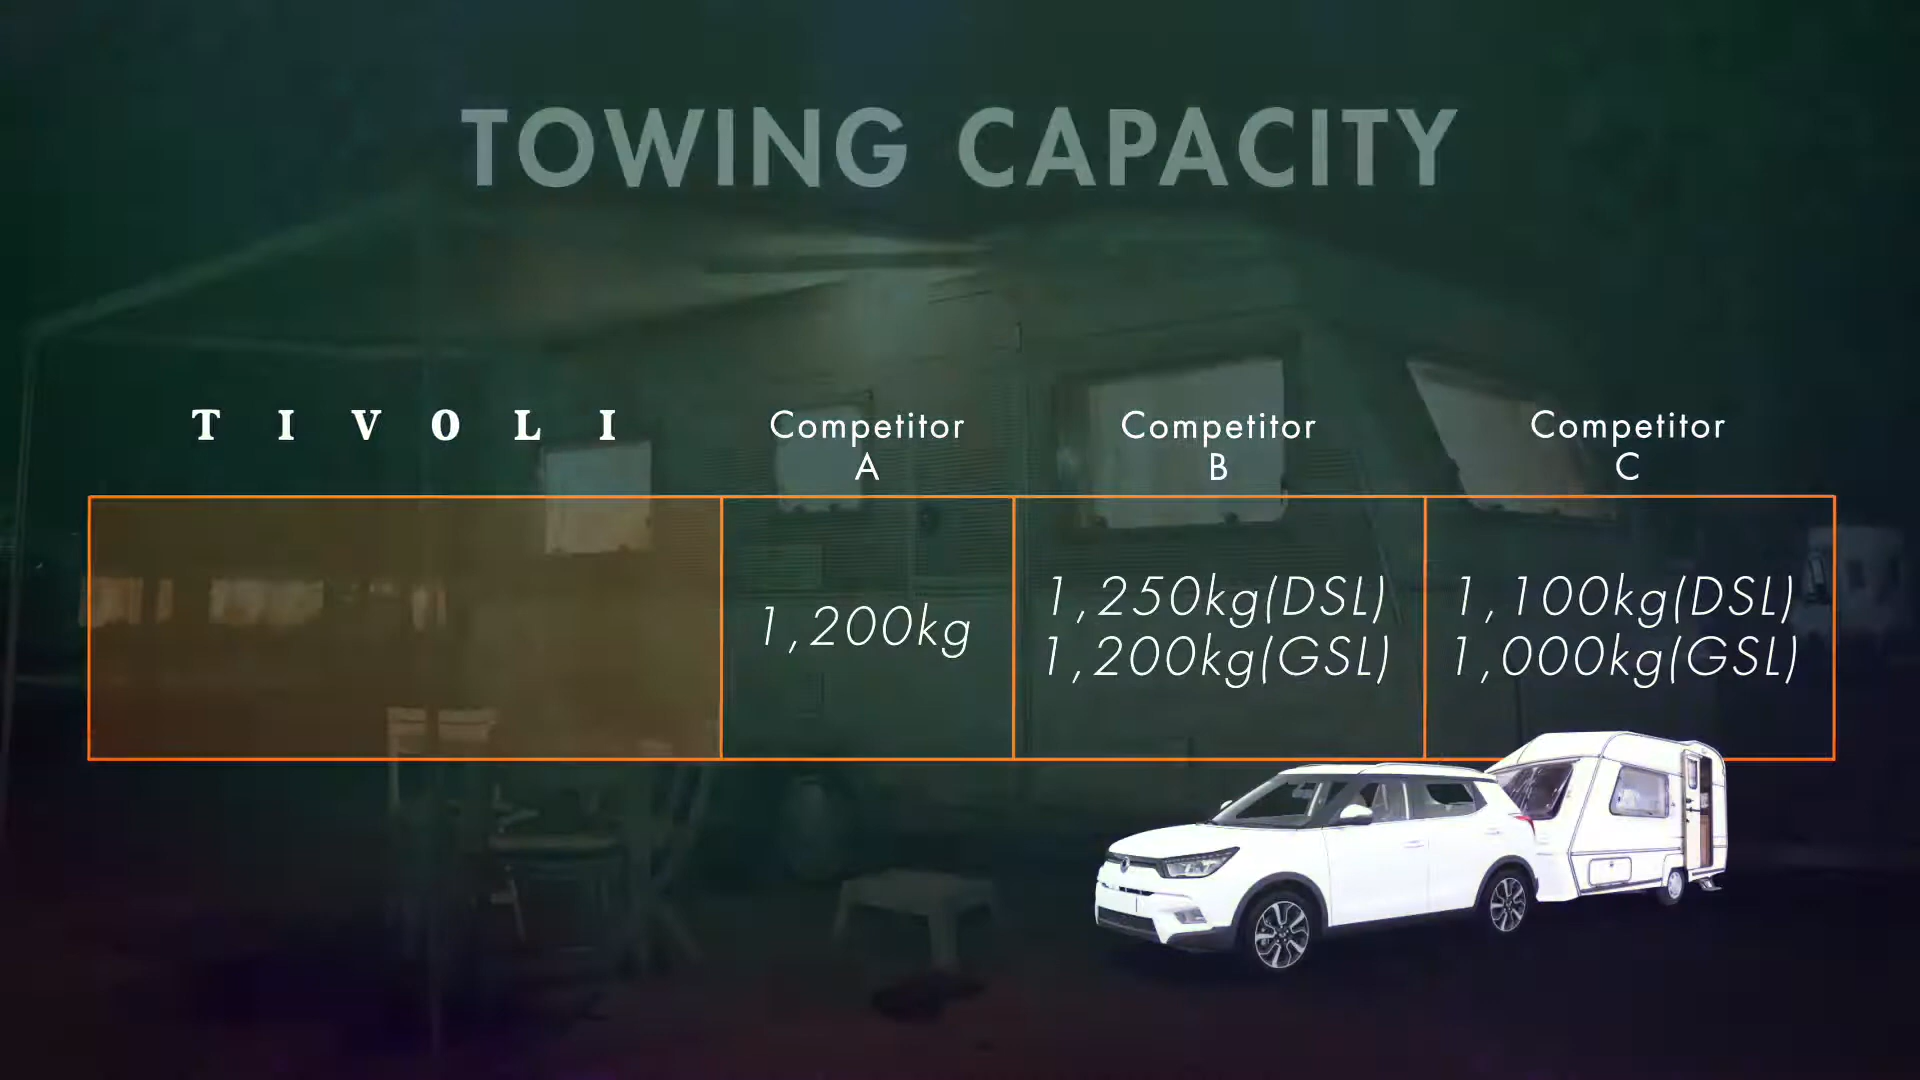 TOWING CAPACITY
TIVOLI
Competitor
A
Competitor
B
Competitor
C
1,200kg
1,250kg(DSL)
1,200kg(GSL)
1,100kg(DSL)
1,000kg(GSL)